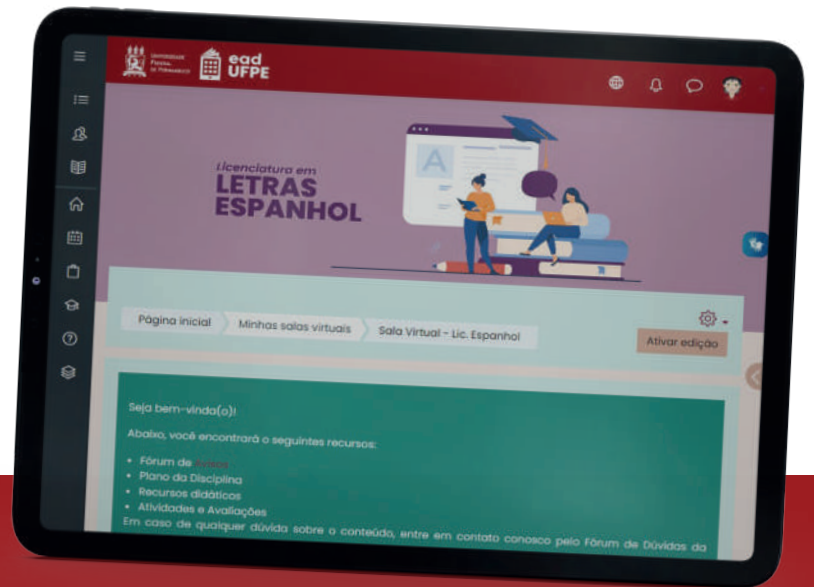 UNIVERSIDADE
FEDERAL
DE PERNAMBUCO
ead
UFPE
Licenciatura em
LETRAS
ESPANHOL
A
Página inicial
Minhas salas virtuais
Sala Virtual - Lic. Espanhol
Ativar edição
Seja bem-vinda(o)!
Abaixo, você encontrará o seguintes recursos:
• Fórum de avisos
• Plano da Disciplina
• Recursos didáticos
• Atividades e Avaliações
Em caso de qualquer dúvida sobre o conteúdo, entre em contato conosco pelo Fórum de Dúvidas da